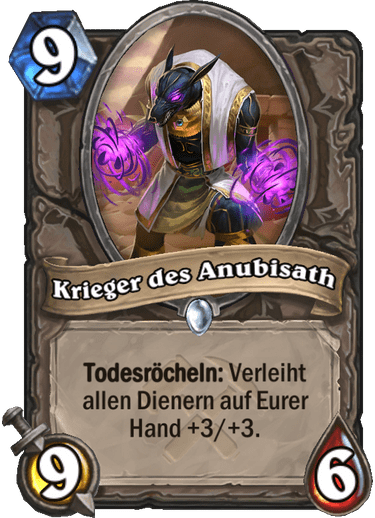 9
Krieger des Anubisath
Todesröcheln: Verleiht
allen Dienern auf Eurer
Hand +3/+3.
9
6